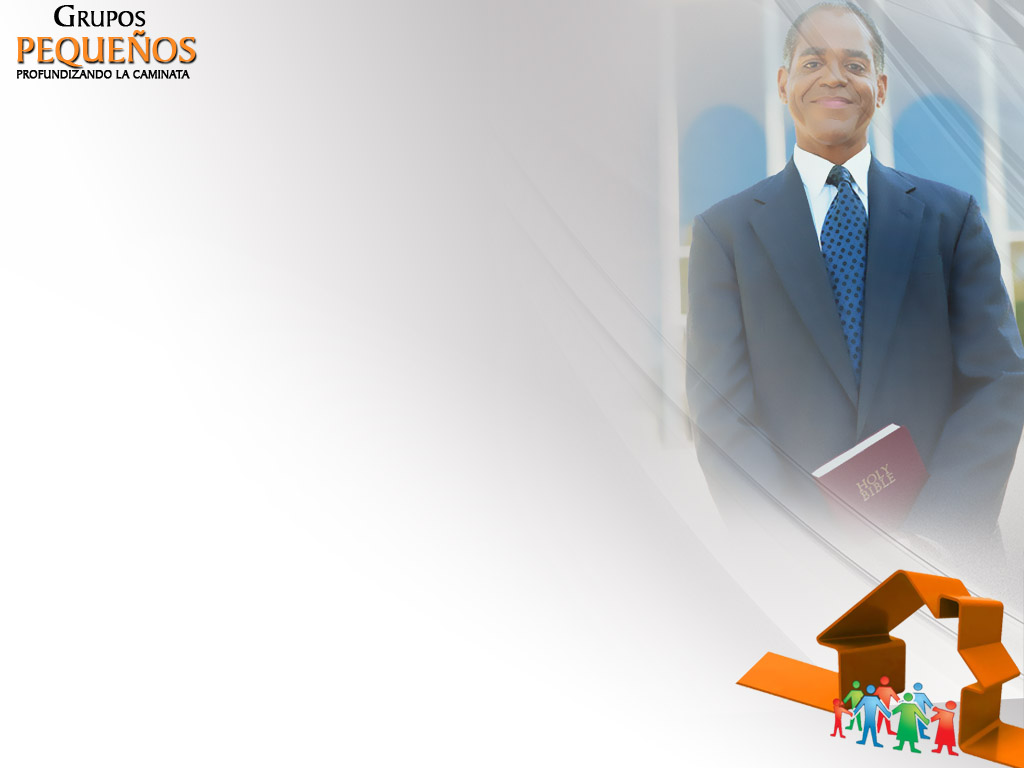 GRUPOS
PEQUEÑOS
PROFUNDIZANDO LA CAMINATA
HOLY
BIBLE